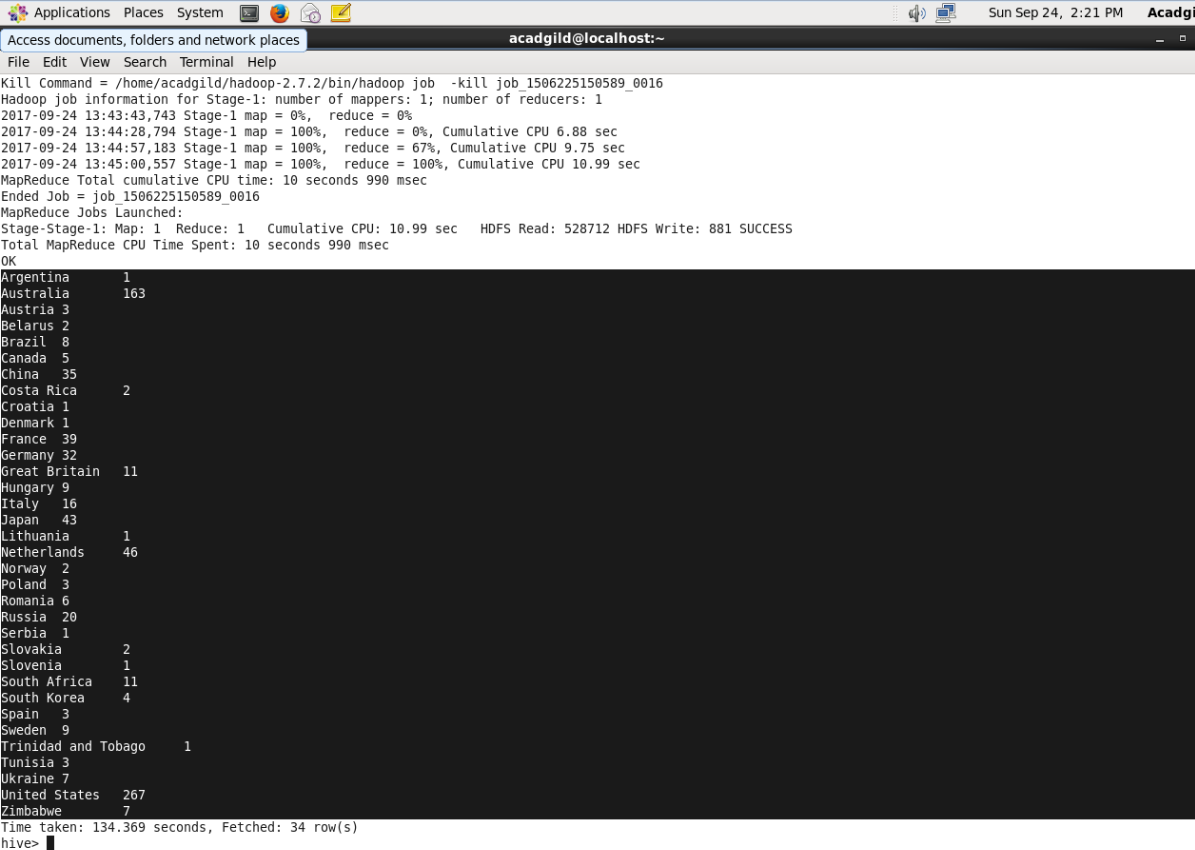 Applications Places System Sun Sep 24, 2:21 PM Acadgi
Access documents, folders and network places acadgild@localhost:~
File Edit View Search Terminal Help
Kill Command = /home/acadgild/hadoop-2.7.2/bin/hadoop job  -kill job_1506225150589_0016
Hadoop job information for Stage-1: number of mappers: 1; number of reducers: 1
2017-09-24 13:43:43,743 Stage-1 map = 0%,  reduce = 0%
2017-09-24 13:44:28,794 Stage-1 map = 100%,  reduce = 0%, Cumulative CPU 6.88 sec
2017-09-24 13:44:57,183 Stage-1 map = 100%,  reduce = 67%, Cumulative CPU 9.75 sec
2017-09-24 13:45:00,557 Stage-1 map = 100%,  reduce = 100%, Cumulative CPU 10.99 sec
MapReduce Total cumulative CPU time: 10 seconds 990 msec
Ended Job = job_1506225150589_0016
MapReduce Jobs Launched:
Stage-Stage-1: Map: 1  Reduce: 1   Cumulative CPU: 10.99 sec   HDFS Read: 528712 HDFS Write: 881 SUCCESS
Total MapReduce CPU Time Spent: 10 seconds 990 msec
OK
Argentina       1
Australia       163
Austria 3
Belarus 2
Brazil  8
Canada  5
China   35
Costa Rica      2
Croatia 1
Denmark 1
France  39
Germany 32
Great Britain   11
Hungary 9
Italy   16
Japan   43
Lithuania       1
Netherlands     46
Norway  2
Poland  3
Romania 6
Russia  20
Serbia  1
Slovakia        2
Slovenia        1
South Africa    11
South Korea     4
Spain   3
Sweden  9
Trinidad and Tobago     1
Tunisia 3
Ukraine 7
United States   267
Zimbabwe        7
Time taken: 134.369 seconds, Fetched: 34 row(s)
hive>